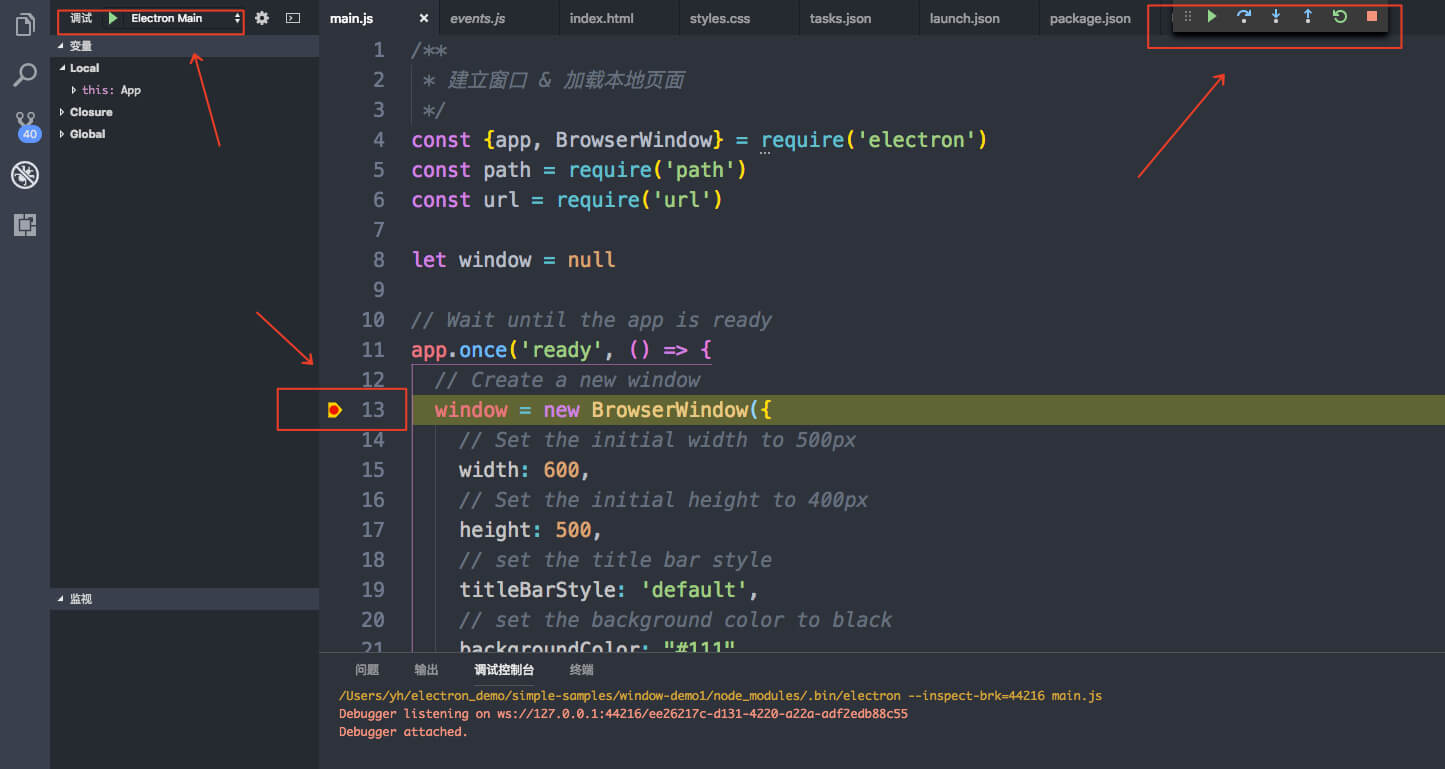 调试 Electron Main
main.js events.js index.html styles.css tasks.json launch.json package.json
变量
Local
this: App
Closure
Global
40
监视
1 /**
2 * 建立窗口 & 加载本地页面
3 */
4 const {app, BrowserWindow} = require('electron')
5 const path = require('path')
6 const url = require('url')
7
8 let window = null
9
10 // Wait until the app is ready
11 app.once('ready', () => {
12 // Create a new window
13 window = new BrowserWindow({
14 // Set the initial width to 500px
15 width: 600,
16 // Set the initial height to 400px
17 height: 500,
18 // set the title bar style
19 titleBarStyle: 'default',
20 // set the background color to black
21 backgroundColor: "#111"
问题 输出 调试控制台 终端
/Users/yh/electron_demo/simple-samples/window-demo1/node_modules/.bin/electron --inspect-brk=44216 main.js
Debugger listening on ws://127.0.0.1:44216/ee26217c-d131-4220-a22a-adf2edb88c55
Debugger attached.